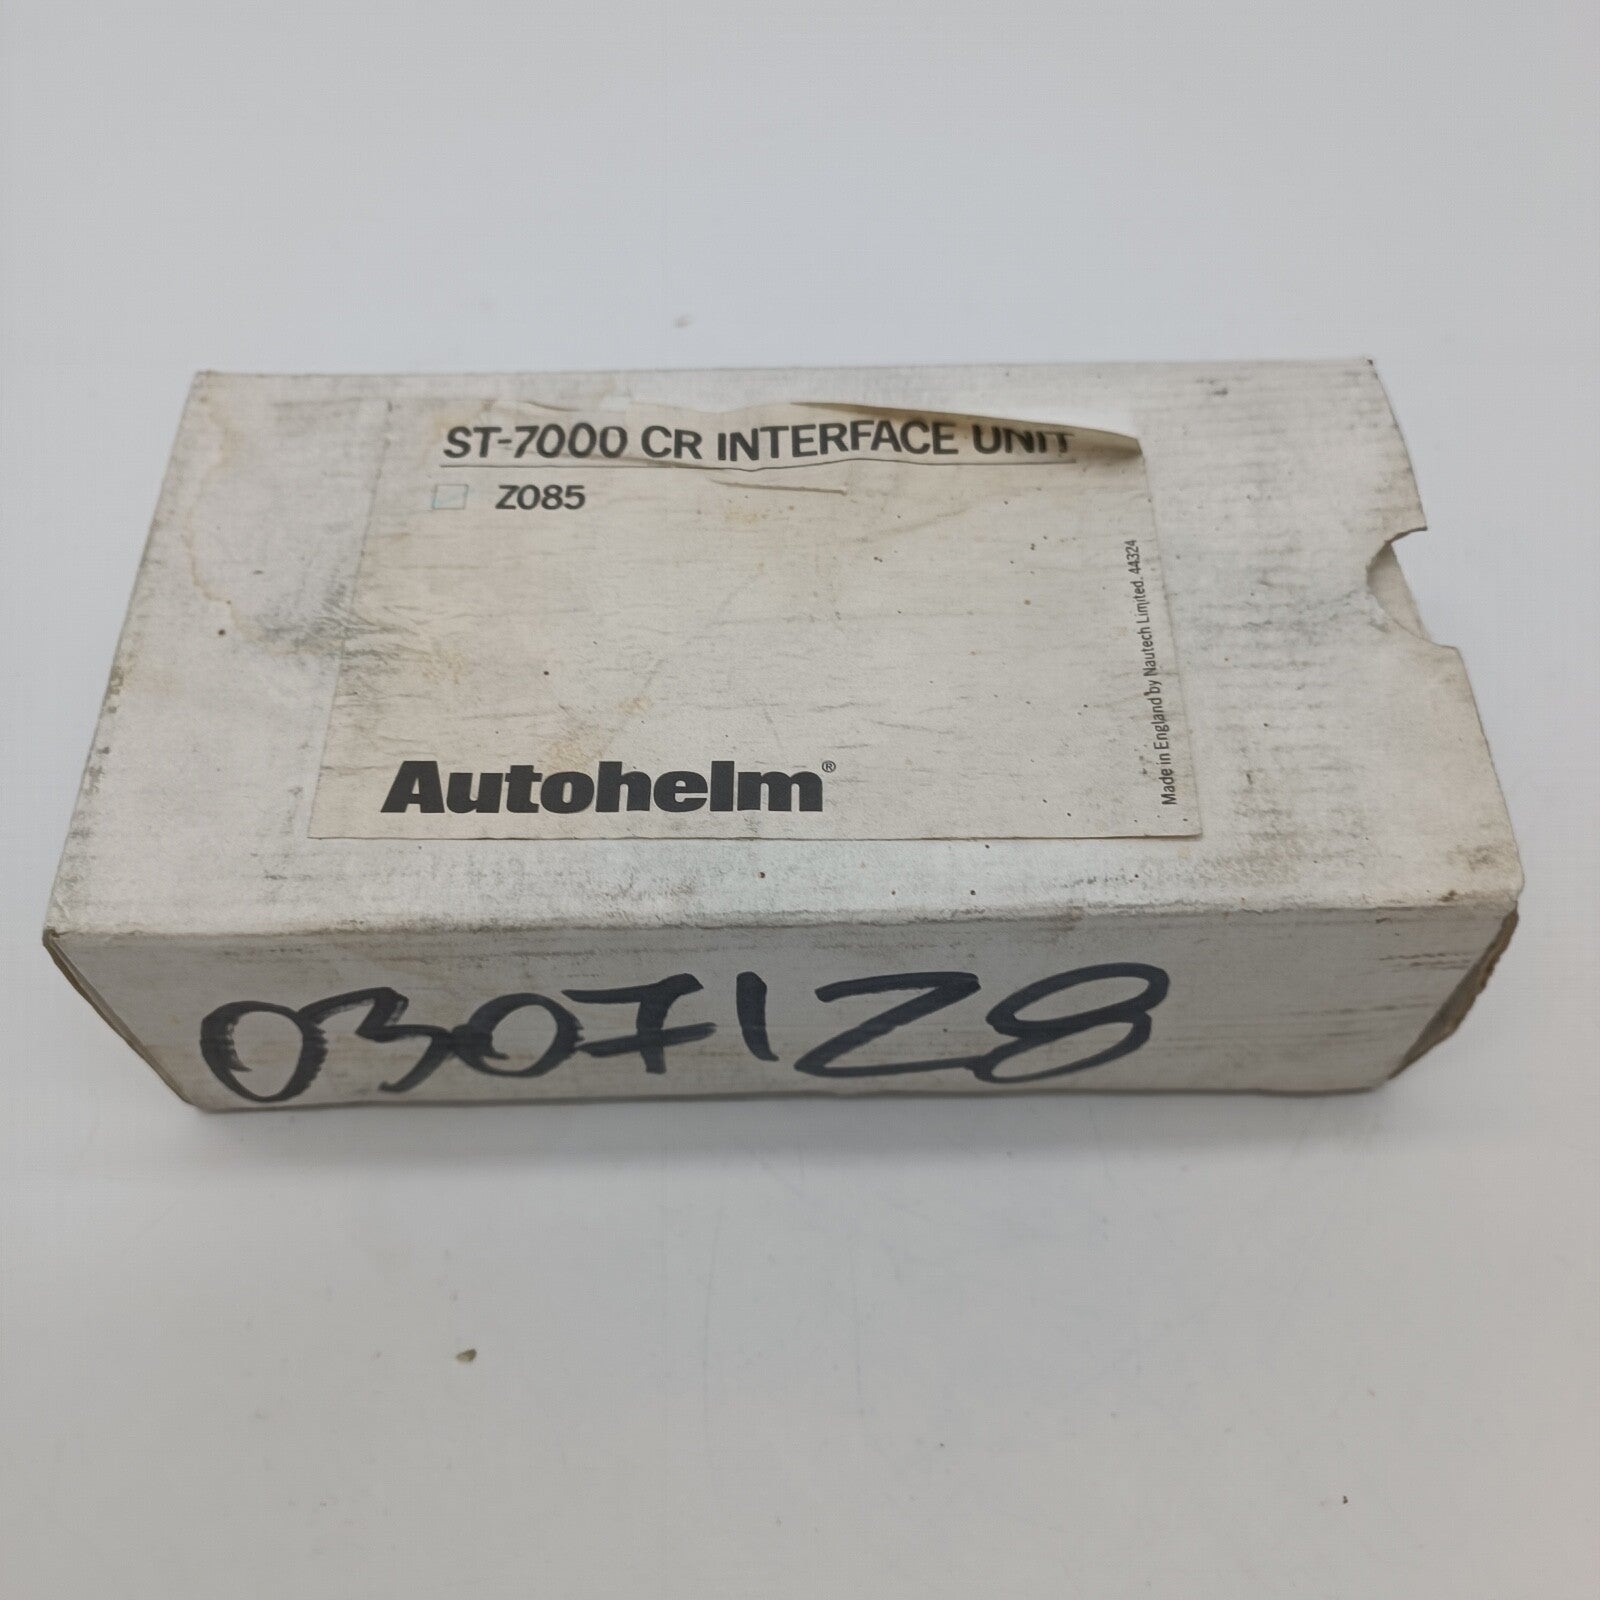 ST-7000 CR INTERFACE UNIT
Z085
Made in England by Nautech Limited. 44324
Autohelm®
0307128